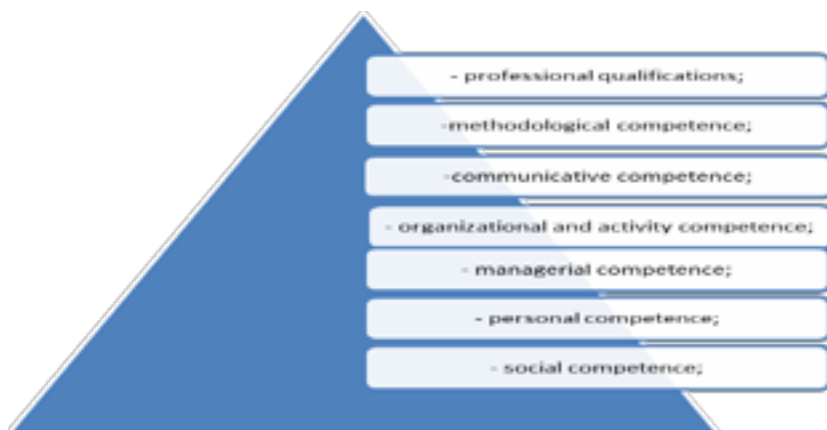 - professional qualifications;
-methodological competence;
-communicative competence;
- organizational and activity competence;
- managerial competence;
- personal competence;
- social competence;